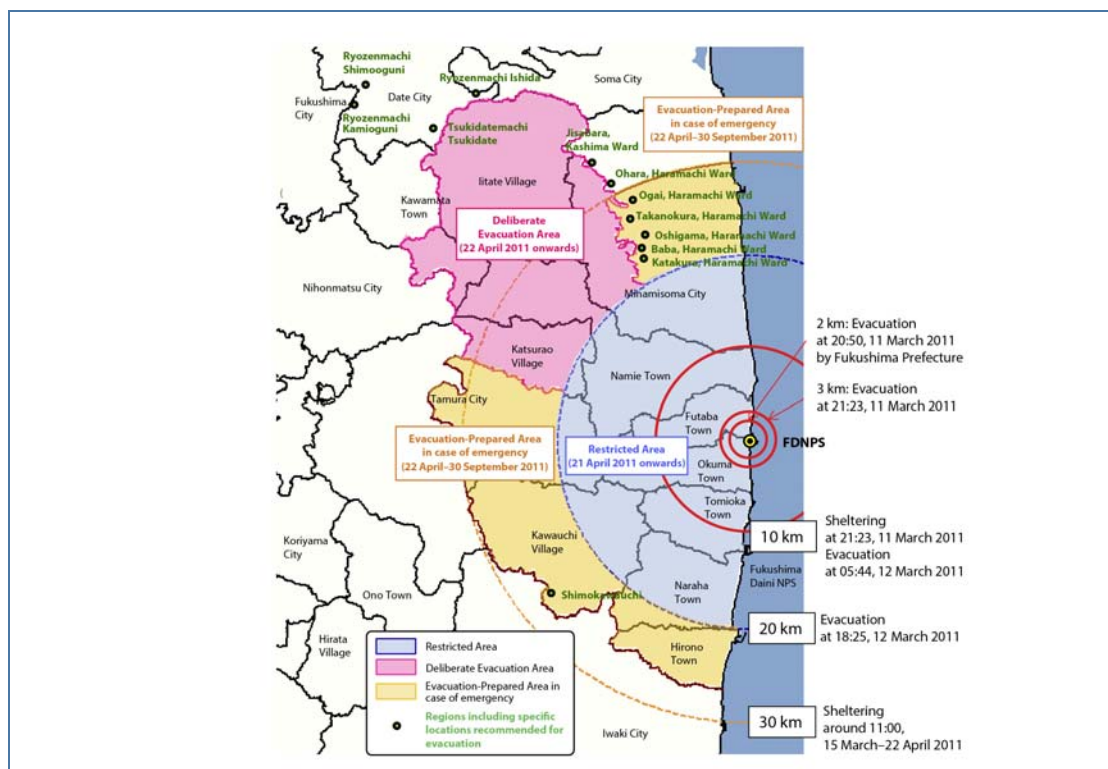 Ryozenmachi
Shimooguni
Ryozenmachi Ishida
Soma City
Fukushima
City
Date City
Ryozenmachi
Kamioguni
Tsukidatemachi
Tsukidate
Evacuation-Prepared Area
in case of emergency
(22 April–30 September 2011)
Jisabara,
Kashima Ward
Iitate Village
Ohara, Haramachi Ward
Ogai, Haramachi Ward
Kawamata
Town
Takanokura, Haramachi Ward
Deliberate
Evacuation Area
(22 April 2011 onwards)
Oshigama, Haramachi Ward
Baba, Haramachi Ward
Katakura, Haramachi Ward
Nihonmatsu City
Minamisoma City
2 km: Evacuation
at 20:50, 11 March 2011
by Fukushima Prefecture
Katsurao
Village
Namie Town
3 km: Evacuation
at 21:23, 11 March 2011
Tamura City
Futaba
Town
FDNPS
Evacuation-Prepared Area
in case of emergency
(22 April–30 September 2011)
Restricted Area
(21 April 2011 onwards)
Okuma
Town
Tomioka
Town
10 km
Sheltering
at 21:23, 11 March 2011
Evacuation
at 05:44, 12 March 2011
Koriyama
City
Kawauchi
Village
Fukushima
Daini NPS
Ono Town
Shimokawauchi
Naraha
Town
20 km
Evacuation
at 18:25, 12 March 2011
Hirata
Village
Hirono
Town
Restricted Area
Deliberate Evacuation Area
Evacuation-Prepared Area in
case of emergency
Regions including specific
locations recommended for
evacuation
Iwaki City
30 km
Sheltering
around 11:00,
15 March–22 April 2011